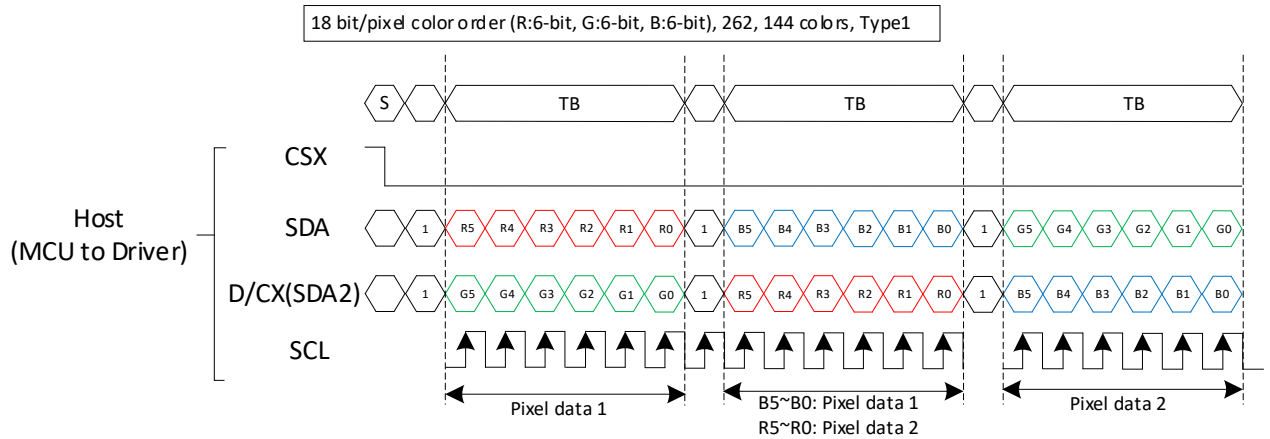 18 bit/pixel color order (R:6-bit, G:6-bit, B:6-bit), 262, 144 colors, Type1
S TB TB TB
CSX
Host
(MCU to Driver)
SDA 1 R5 R4 R3 R2 R1 R0 1 B5 B4 B3 B2 B1 B0 1 G5 G4 G3 G2 G1 G0
D/CX(SDA2) 1 G5 G4 G3 G2 G1 G0 1 R5 R4 R3 R2 R1 R0 1 B5 B4 B3 B2 B1 B0
SCL
Pixel data 1
B5~B0: Pixel data 1
R5~R0: Pixel data 2
Pixel data 2